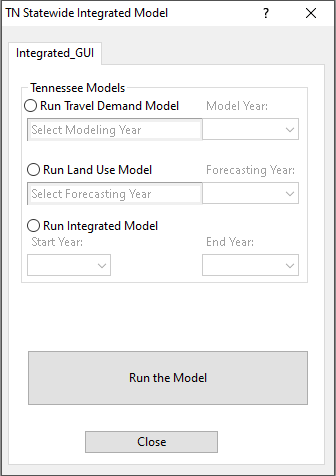 TN Statewide Integrated Model ? ×
Integrated_GUI
Tennessee Models
Run Travel Demand Model Model Year:
Select Modeling Year
Run Land Use Model Forecasting Year:
Select Forecasting Year
Run Integrated Model
Start Year: End Year:
Run the Model
Close